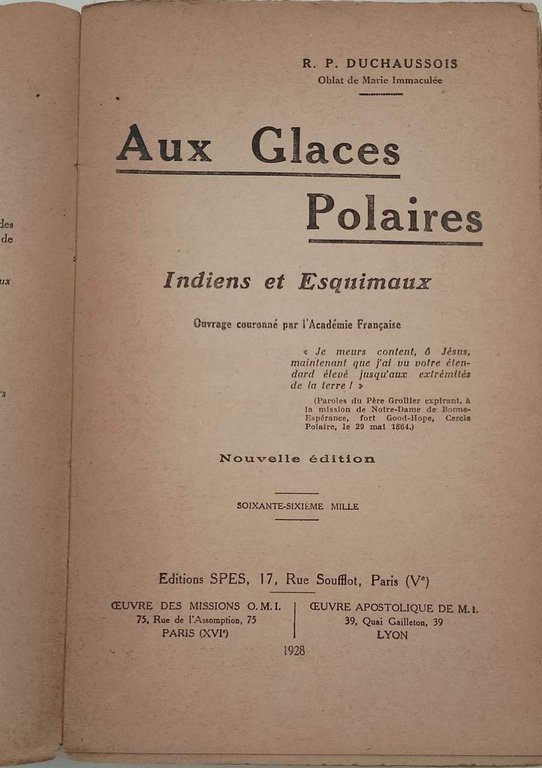 des
de
ux
R. P. DUCHAUSSOIS
Oblat de Marie Immaculée
Aux Glaces
Polaires
Indiens et Esquimaux
Ouvrage couronné par l'Académie Française
« Je meurs content, ô Jésus,
maintenant que j'ai vu votre éten-
dard élevé jusqu'aux extrémités
de la terre ! »
(Paroles du Père Grollier expirant, à
la mission de Notre-Dame de Bonne-
Espérance, fort Good-Hope, Cercle
Polaire, le 29 mai 1864.)
Nouvelle édition
SOIXANTE-SIXIÈME MILLE
Editions SPES, 17, Rue Soufflot, Paris (Ve)
ŒUVRE DES MISSIONS O. M. I.
75, Rue de l'Assomption, 75
PARIS (XVIe)
ŒUVRE APOSTOLIQUE DE M. I.
39, Quai Gailleton, 39
LYON
1928